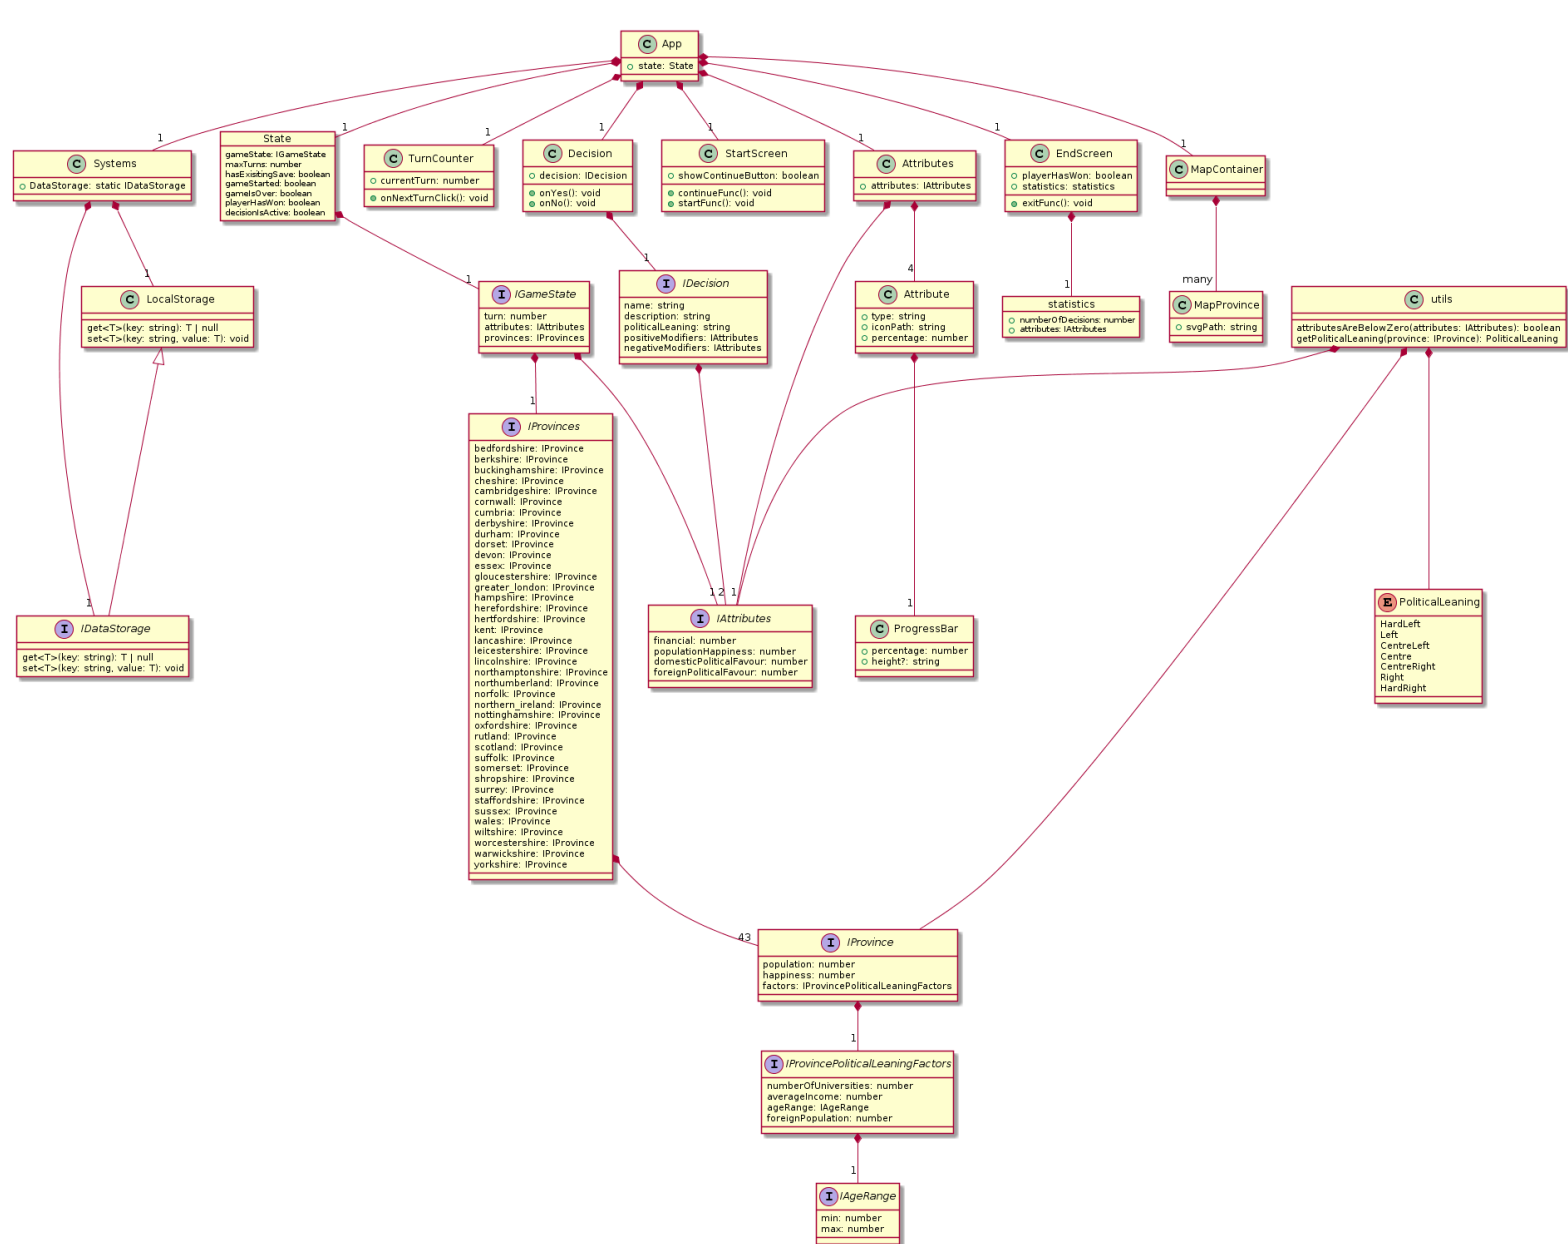 C App
state: State
1
1
1
1
1
1
1
1
C Systems
DataStorage: static IDataStorage
State
gameState: IGameState
maxTurns: number
hasExisitingSave: boolean
gameStarted: boolean
gameIsOver: boolean
playerHasWon: boolean
decisionIsActive: boolean
C TurnCounter
currentTurn: number
onNextTurnClick(): void
C Decision
decision: IDecision
onYes(): void
onNo(): void
C StartScreen
showContinueButton: boolean
continueFunc(): void
startFunc(): void
C Attributes
attributes: IAttributes
C EndScreen
playerHasWon: boolean
statistics: statistics
exitFunc(): void
C MapContainer
1
1
1
4
1
many
C LocalStorage
get<T>(key: string): T | null
set<T>(key: string, value: T): void
I IGameState
turn: number
attributes: IAttributes
provinces: IProvinces
I IDecision
name: string
description: string
politicalLeaning: string
positiveModifiers: IAttributes
negativeModifiers: IAttributes
C Attribute
type: string
iconPath: string
percentage: number
statistics
numberOfDecisions: number
attributes: IAttributes
C MapProvince
svgPath: string
C utils
attributesAreBelowZero(attributes: IAttributes): boolean
getPoliticalLeaning(province: IProvince): PoliticalLeaning
1
I IProvinces
bedfordshire: IProvince
berkshire: IProvince
buckinghamshire: IProvince
cheshire: IProvince
cambridgeshire: IProvince
cornwall: IProvince
cumbria: IProvince
derbyshire: IProvince
durham: IProvince
dorset: IProvince
devon: IProvince
essex: IProvince
gloucestershire: IProvince
greater_london: IProvince
hampshire: IProvince
herefordshire: IProvince
hertfordshire: IProvince
kent: IProvince
lancashire: IProvince
leicestershire: IProvince
lincolnshire: IProvince
northamptonshire: IProvince
northumberland: IProvince
norfolk: IProvince
northern_ireland: IProvince
nottinghamshire: IProvince
oxfordshire: IProvince
rutland: IProvince
scotland: IProvince
suffolk: IProvince
somerset: IProvince
shropshire: IProvince
surrey: IProvince
staffordshire: IProvince
sussex: IProvince
wales: IProvince
wiltshire: IProvince
worcestershire: IProvince
warwickshire: IProvince
yorkshire: IProvince
1
1 2 1
1
I IDataStorage
get<T>(key: string): T | null
set<T>(key: string, value: T): void
I IAttributes
financial: number
populationHappiness: number
domesticPoliticalFavour: number
foreignPoliticalFavour: number
C ProgressBar
percentage: number
height?: string
E PoliticalLeaning
HardLeft
Left
CentreLeft
Centre
CentreRight
Right
HardRight
43
I IProvince
population: number
happiness: number
factors: IProvincePoliticalLeaningFactors
1
I IProvincePoliticalLeaningFactors
numberOfUniversities: number
averageIncome: number
ageRange: IAgeRange
foreignPopulation: number
1
I IAgeRange
min: number
max: number